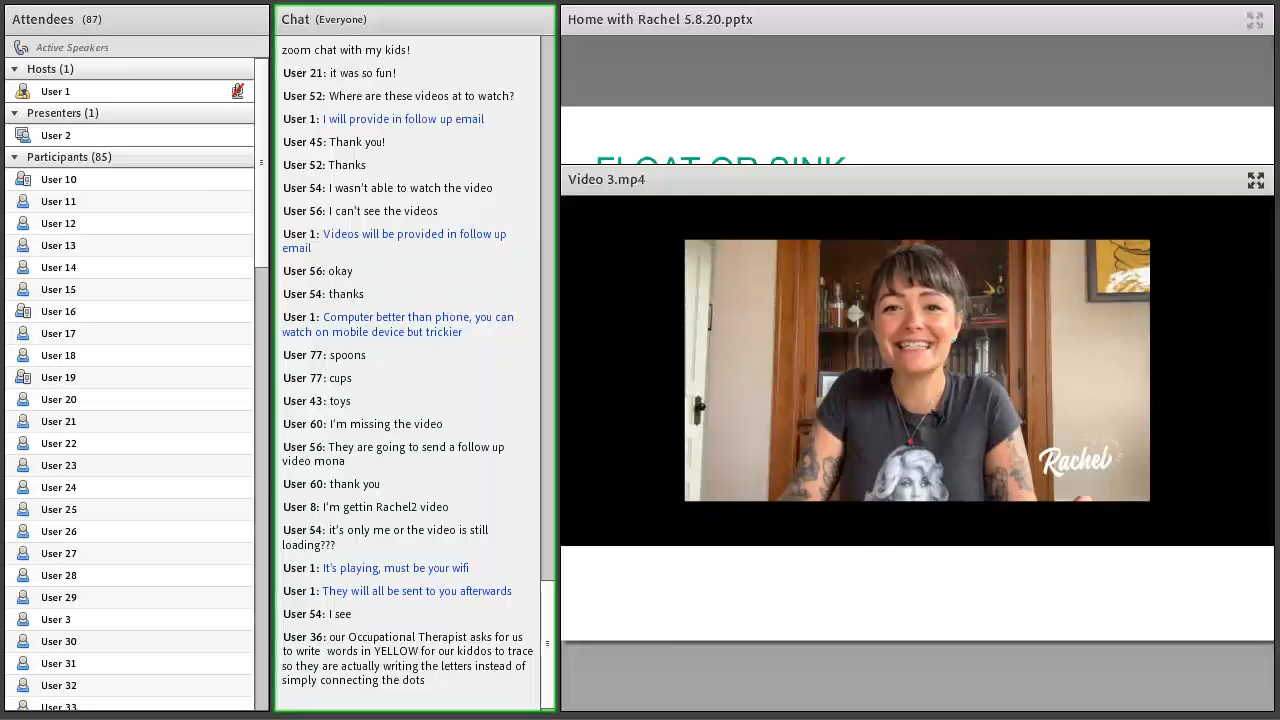 Attendees (87)
Active Speakers
Hosts (1)
User 1
Presenters (1)
User 2
Participants (85)
User 10
User 11
User 12
User 13
User 14
User 15
User 16
User 17
User 18
User 19
User 20
User 21
User 22
User 23
User 24
User 25
User 26
User 27
User 28
User 29
User 3
User 30
User 31
User 32
User 33
Chat (Everyone)
zoom chat with my kids!
User 21: it was so fun!
User 52: Where are these videos at to watch?
User 1: I will provide in follow up email
User 45: Thank you!
User 52: Thanks
User 54: I wasn't able to watch the video
User 56: I can't see the videos
User 1: Videos will be provided in follow up
email
User 56: okay
User 54: thanks
User 1: Computer better than phone, you can
watch on mobile device but trickier
User 77: spoons
User 77: cups
User 43: toys
User 60: I'm missing the video
User 56: They are going to send a follow up
video mona
User 60: thank you
User 8: I'm gettin Rachel2 video
User 54: it's only me or the video is still
loading???
User 1: It's playing, must be your wifi
User 1: They will all be sent to you afterwards
User 54: I see
User 36: our Occupational Therapist asks for us
to write words in YELLOW for our kiddos to trace
so they are actually writing the letters instead of
simply connecting the dots
Home with Rachel 5.8.20.pptx
FLOAT OR SINK
Video 3.mp4
Rachel